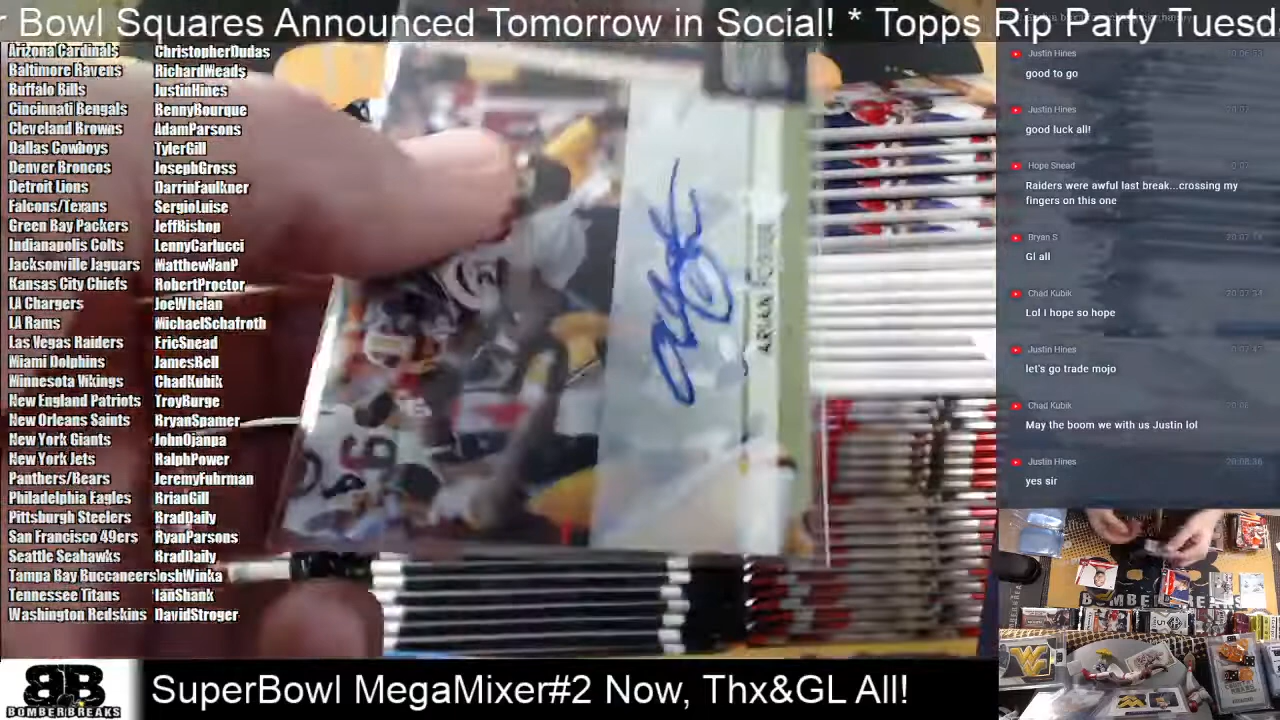 r Bowl Squares Announced Tomorrow in Social! * Topps Rip Party Tuesd
Arizona Cardinals ChristopherDudas
Baltimore Ravens RichardMeads
Buffalo Bills JustinHines
Cincinnati Bengals RennyBourque
Cleveland Browns AdamParsons
Dallas Cowboys TylerGill
Denver Broncos JosephGross
Detroit Lions DarrinFaulkner
Falcons/Texans SergioLuise
Green Bay Packers JeffBishop
Indianapolis Colts LennyCarlucci
Jacksonville Jaguars MatthewVanP
Kansas City Chiefs RobertProctor
LA Chargers JoeWhelan
LA Rams MichaelSchafroth
Las Vegas Raiders EricSnead
Miami Dolphins JamesBell
Minnesota Vikings ChadKubik
New England Patriots TroyBurge
New Orleans Saints BryanSpamer
New York Giants JohnOjanpa
New York Jets RalphPower
Panthers/Bears JeremyFuhrman
Philadelphia Eagles BrianGill
Pittsburgh Steelers BradDaily
San Francisco 49ers RyanParsons
Seattle Seahawks BradDaily
Tampa Bay Buccaneers JoshWinka
Tennessee Titans IanShank
Washington Redskins DavidStroger
ARIAN FOSTER
Justin Hines
good to go
Justin Hines
good luck all!
Hope Snead
Raiders were awful last break...crossing my
fingers on this one
Bryan S
Gl all
Chad Kubik
Lol I hope so hope
Justin Hines
let's go trade mojo
Chad Kubik
May the boom we with us Justin lol
Justin Hines
yes sir
BOMBERBREAKS
BB
BOMBERBREAKS
SuperBowl MegaMixer#2 Now, Thx&GL All!